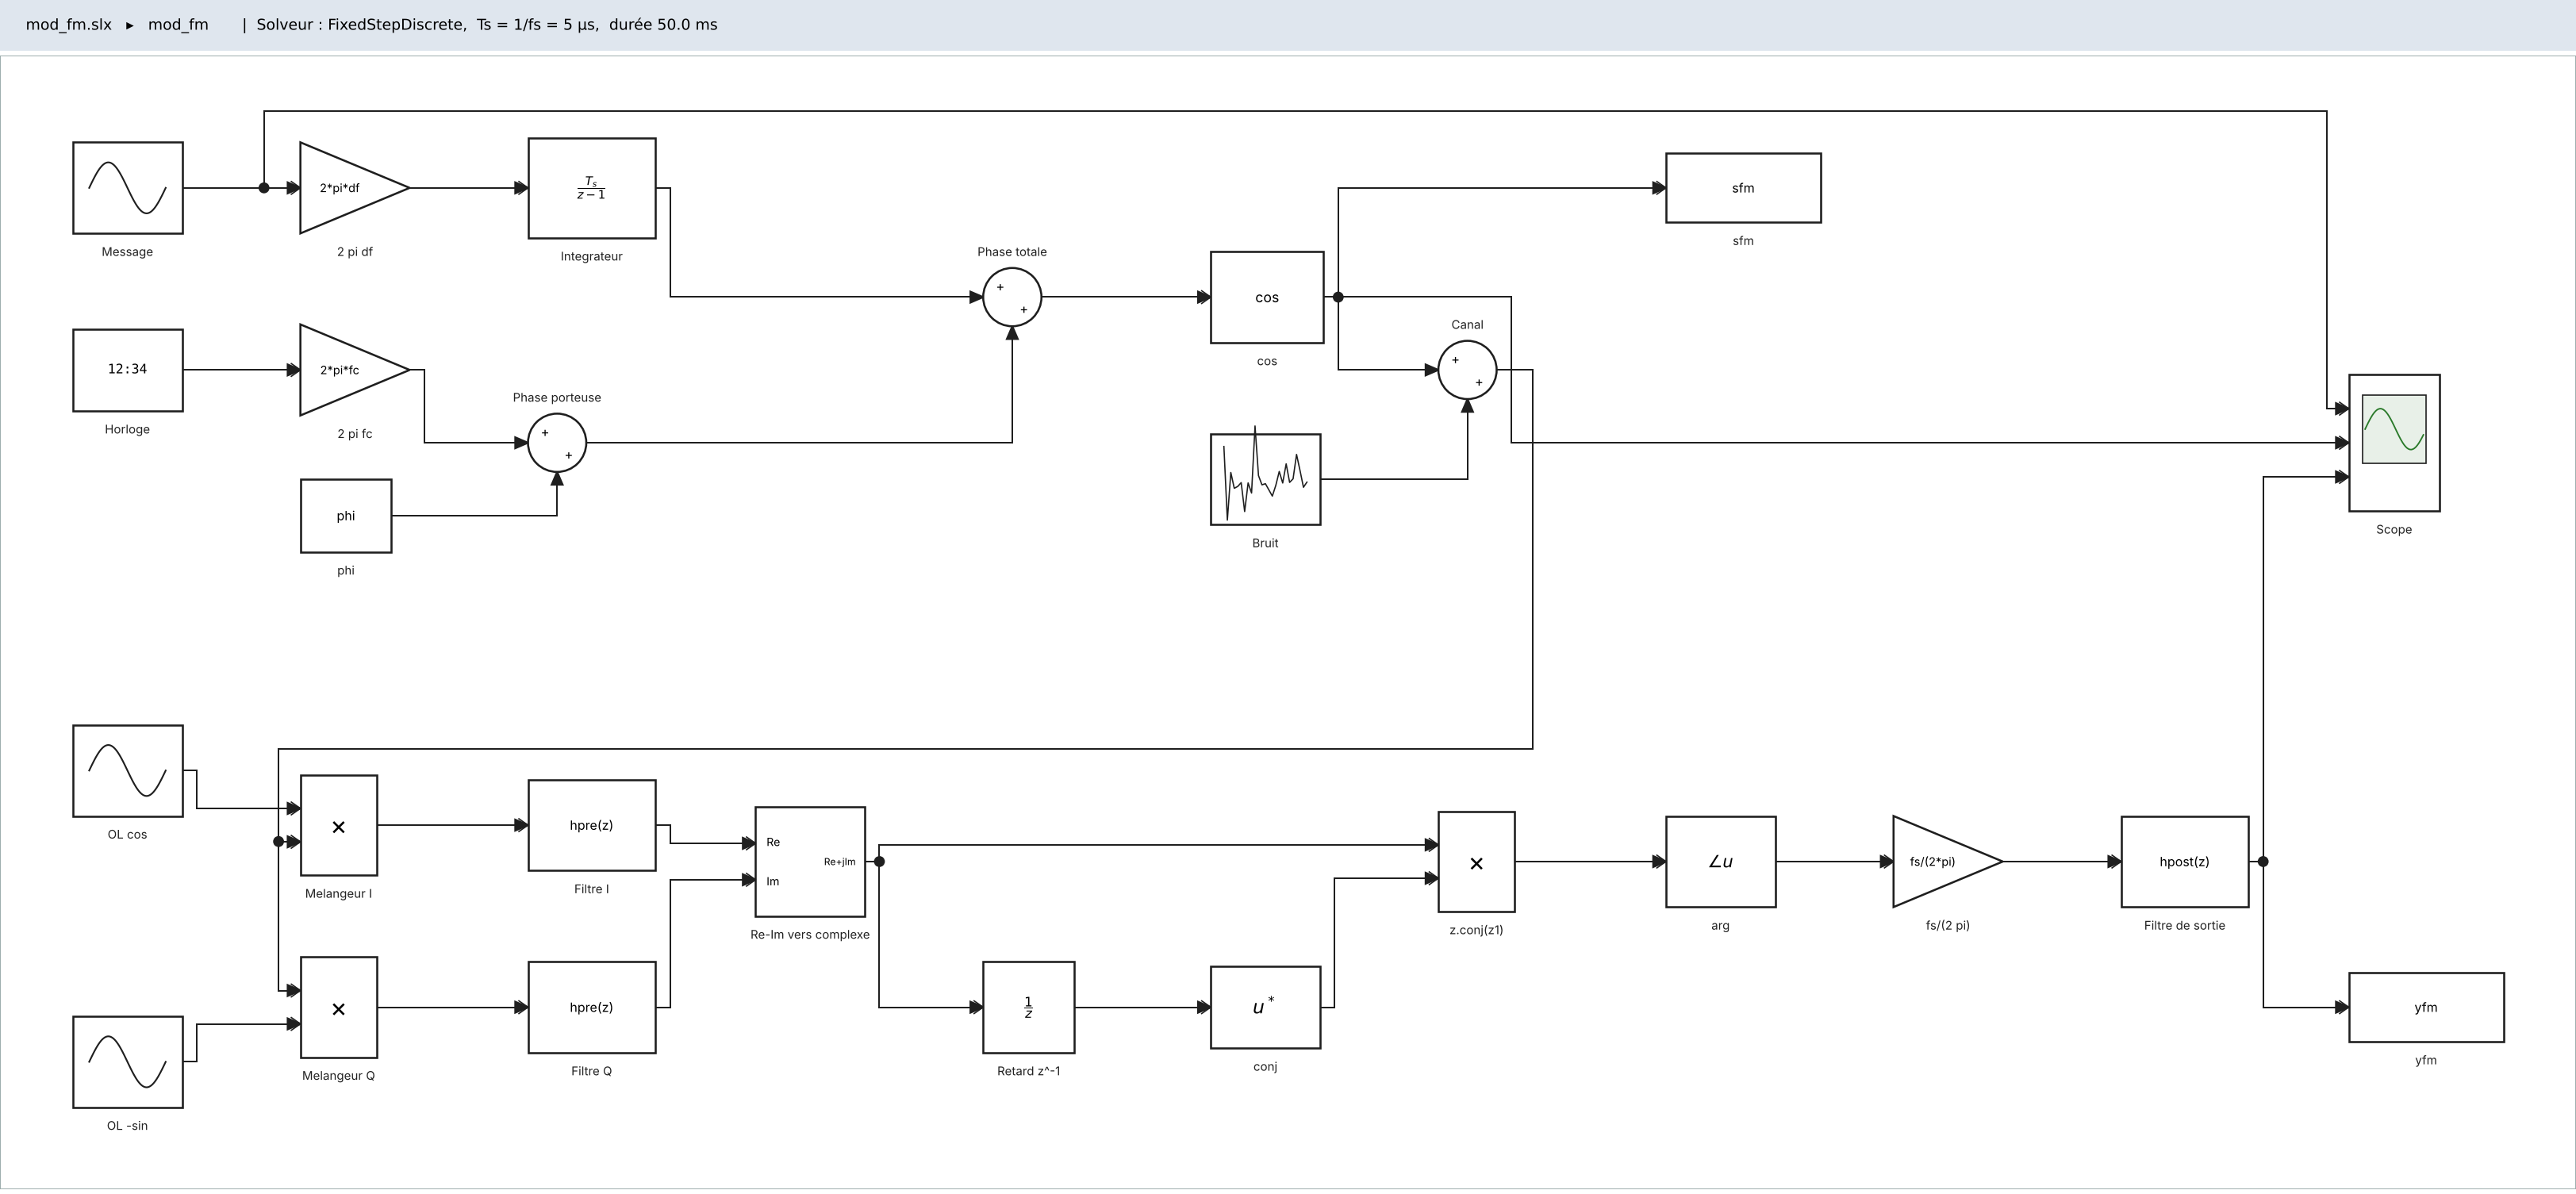 mod_fm.slx ▸ mod_fm | Solveur : FixedStepDiscrete, Ts = 1/fs = 5 µs, durée 50.0 ms
2*pi*df
Ts
z − 1
sfm
Message
2 pi df
Integrateur
sfm
Phase totale
+
+
cos
cos
12:34
2*pi*fc
Horloge
2 pi fc
Canal
+
+
Phase porteuse
+
+
phi
phi
Bruit
Scope
OL cos
×
Melangeur I
hpre(z)
Filtre I
Re
Im
Re+jIm
Re-Im vers complexe
×
z.conj(z1)
∠u
arg
fs/(2*pi)
fs/(2 pi)
hpost(z)
Filtre de sortie
OL -sin
×
Melangeur Q
hpre(z)
Filtre Q
1
z
Retard z^-1
u*
conj
yfm
yfm